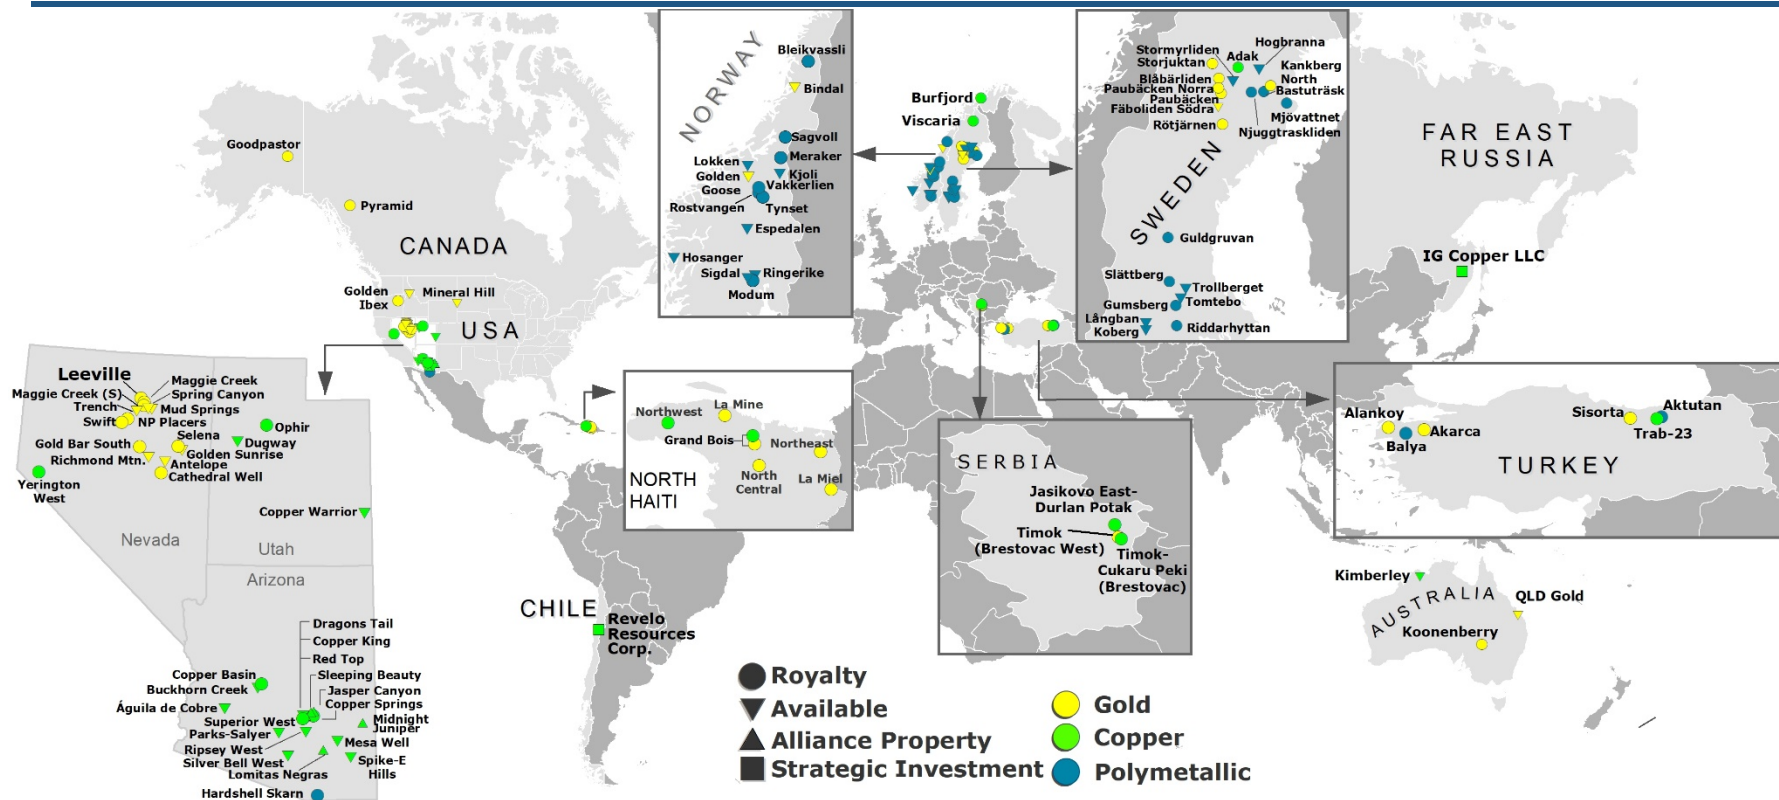 Goodpastor
Pyramid
CANADA
Golden
Ibex
Mineral Hill
USA
Leeville
Maggie Creek
Spring Canyon
Maggie Creek (S)
Trench
Mud Springs
Swift
NP Placers
Ophir
Gold Bar South
Selena
Dugway
Golden Sunrise
Richmond Mtn.
Antelope
Cathedral Well
Yerington
West
Copper Warrior
Nevada
Utah
Arizona
Dragons Tail
Copper King
Red Top
Copper Basin
Sleeping Beauty
Buckhorn Creek
Jasper Canyon
Copper Springs
Águila de Cobre
Superior West
Midnight
Juniper
Parks-Salyer
Ripsey West
Mesa Well
Silver Bell West
Spike-E
Hills
Lomitas Negras
Hardshell Skarn
NORWAY
Bleikvassli
Bindal
Sagvoll
Lokken
Meraker
Golden
Goose
Kjoli
Vakkerlien
Rostvangen
Tynset
Espedalen
Hosanger
Sigdal
Ringerike
Modum
Burfjord
Viscaria
SWEDEN
Stormyrliden
Storjuktan
Adak
Hogbranna
Kankberg
North
Blåbärliden
Paubäcken Norra
Bastuträsk
Paubäcken
Fäboliden Södra
Mjövattnet
Rötjärnen
Njuggtraskliden
Guldgruvan
Slättberg
Trollberget
Tomtebo
Gumsberg
Långban
Koberg
Riddarhyttan
FAR EAST
RUSSIA
IG Copper LLC
Northwest
La Mine
Grand Bois
Northeast
North
Central
La Miel
NORTH
HAITI
SERBIA
Jasikovo East-
Durlan Potak
Timok
(Brestovac West)
Timok-
Cukaru Peki
(Brestovac)
Alankoy
Balya
Akarca
Sisorta
Aktutan
Trab-23
TURKEY
CHILE
Revelo
Resources
Corp.
Kimberley
QLD Gold
AUSTRALIA
Koonenberry
Royalty
Available
Alliance Property
Strategic Investment
Gold
Copper
Polymetallic